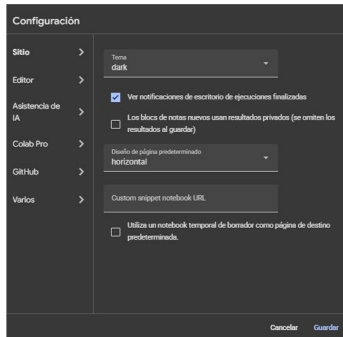 Configuración
Sitio
Editor
Asistencia de
IA
Colab Pro
GitHub
Varios
Tema
dark
Ver notificaciones de escritorio de ejecuciones finalizadas
Los blocs de notas nuevos usan resultados privados (se omiten los
resultados al guardar)
Diseño de página predeterminado
horizontal
Custom snippet notebook URL
Utiliza un notebook temporal de borrador como página de destino
predeterminada.
Cancelar
Guardar